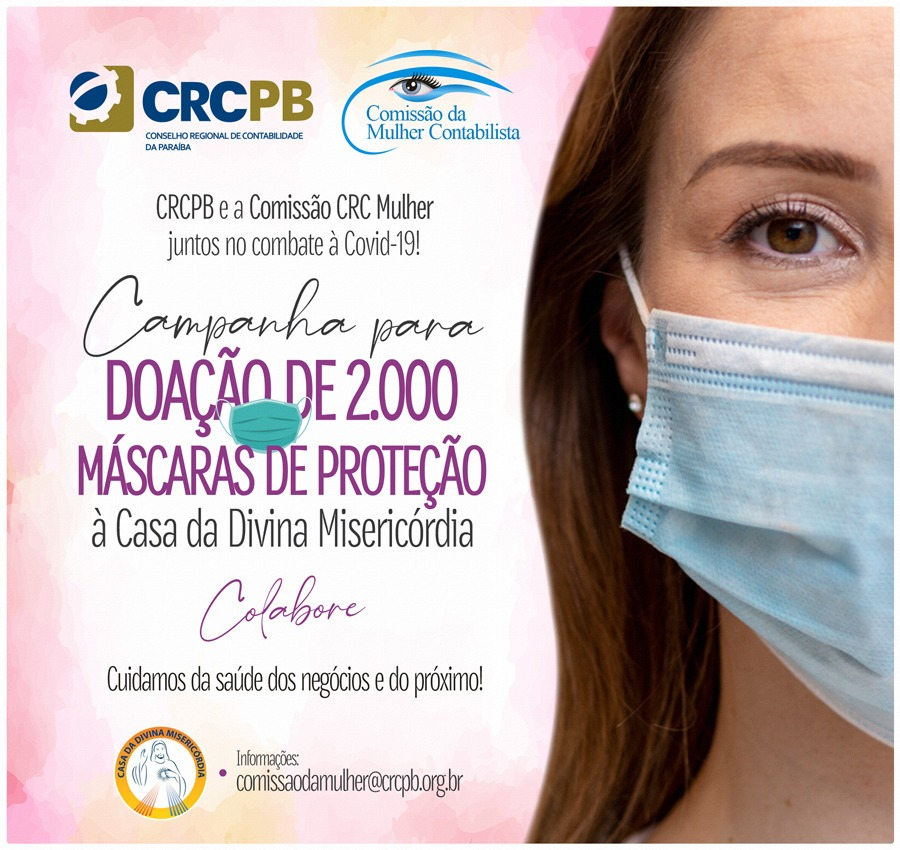 CRCPB
CONSELHO REGIONAL DE CONTABILIDADE
DA PARAÍBA
Comissão da
Mulher Contabilista
CRCPB e a Comissão CRC Mulher
juntos no combate à Covid-19!
Campanha para
DOAÇÃO DE 2.000
MÁSCARAS DE PROTEÇÃO
à Casa da Divina Misericórdia
Colabore
Cuidamos da saúde dos negócios e do próximo!
CASA DA DIVINA MISERICÓRDIA
Informações:
comissaodamulher@crcpb.org.br